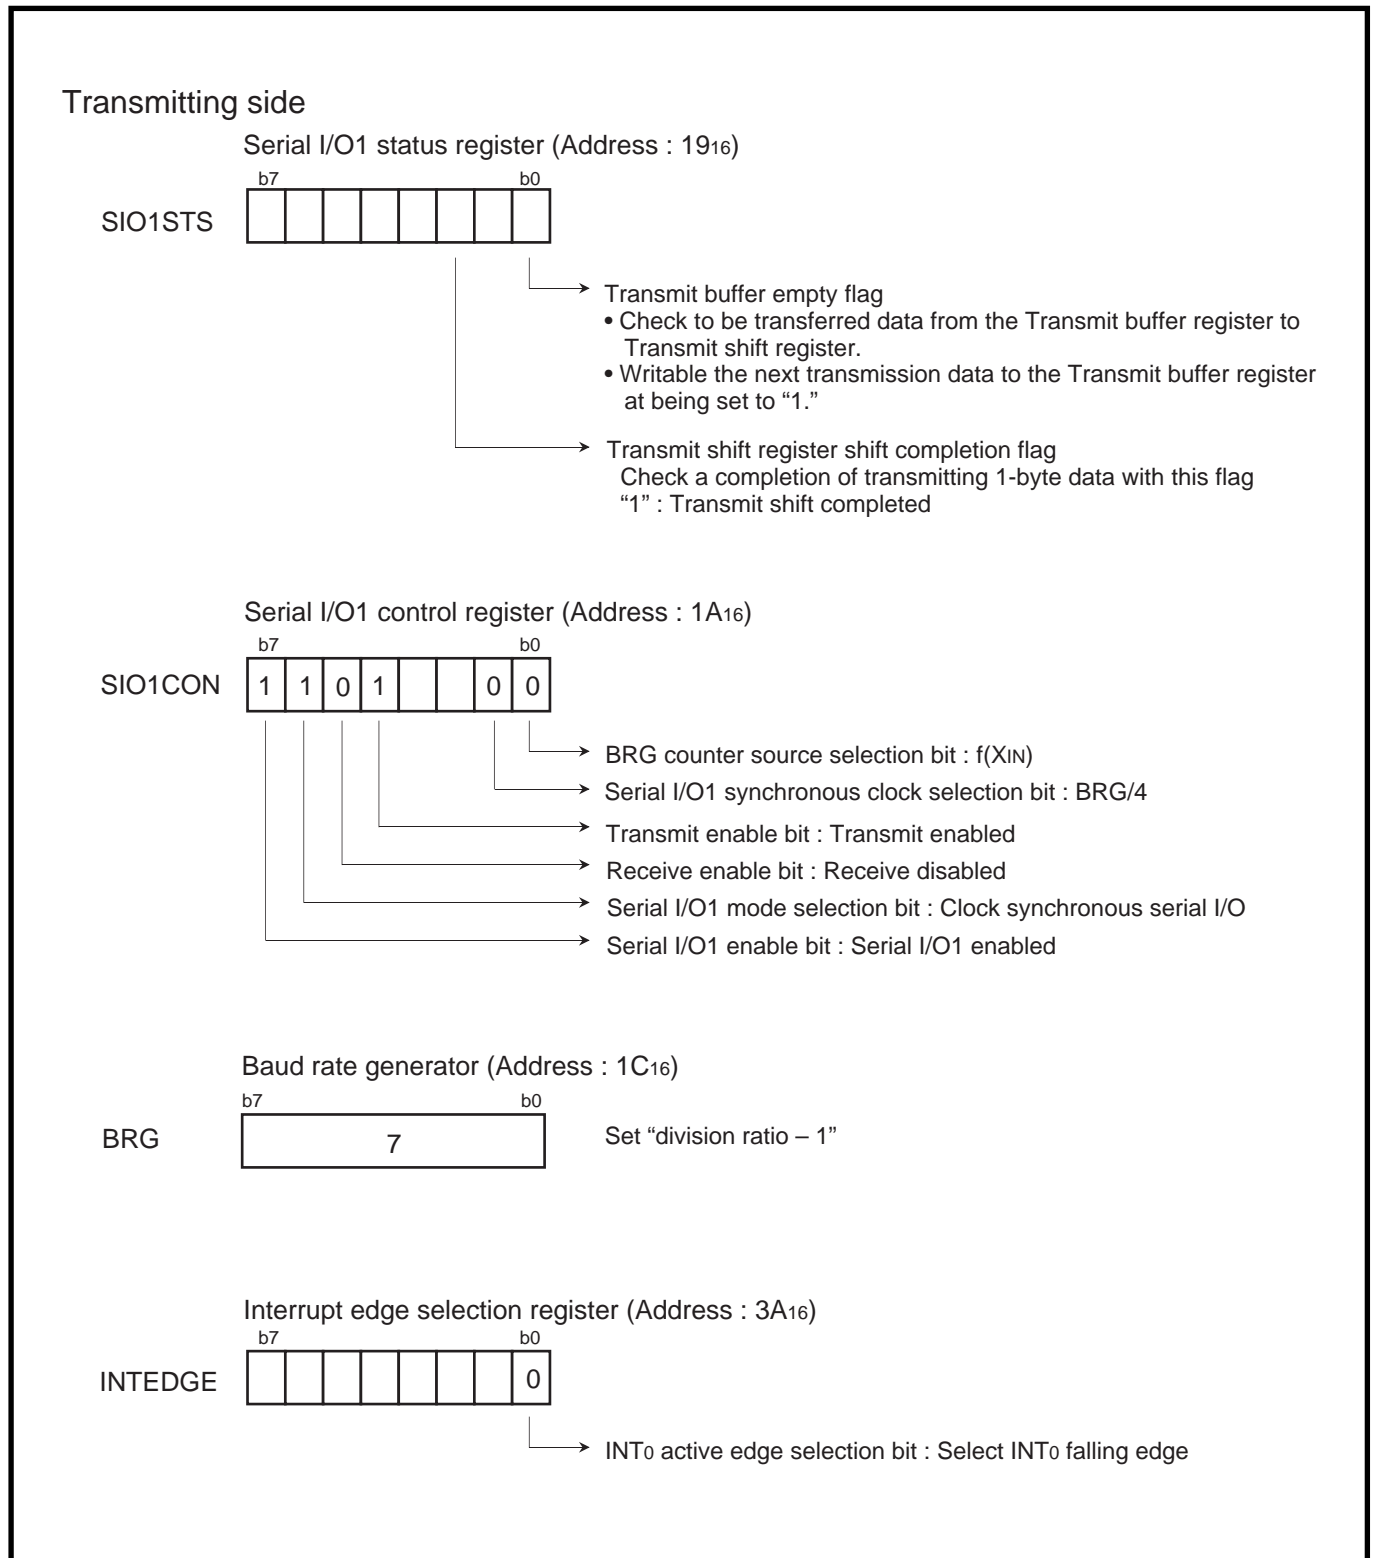 Transmitting side
Serial I/O1 status register (Address : 1916)
b7 b0
SIO1STS
Transmit buffer empty flag
• Check to be transferred data from the Transmit buffer register to
Transmit shift register.
• Writable the next transmission data to the Transmit buffer register
at being set to “1.”
Transmit shift register shift completion flag
Check a completion of transmitting 1-byte data with this flag
“1” : Transmit shift completed
Serial I/O1 control register (Address : 1A16)
b7 b0
SIO1CON 1 1 0 1 0 0
BRG counter source selection bit : f(XIN)
Serial I/O1 synchronous clock selection bit : BRG/4
Transmit enable bit : Transmit enabled
Receive enable bit : Receive disabled
Serial I/O1 mode selection bit : Clock synchronous serial I/O
Serial I/O1 enable bit : Serial I/O1 enabled
Baud rate generator (Address : 1C16)
b7 b0
BRG 7 Set “division ratio – 1”
Interrupt edge selection register (Address : 3A16)
b7 b0
INTEDGE 0
INT0 active edge selection bit : Select INT0 falling edge